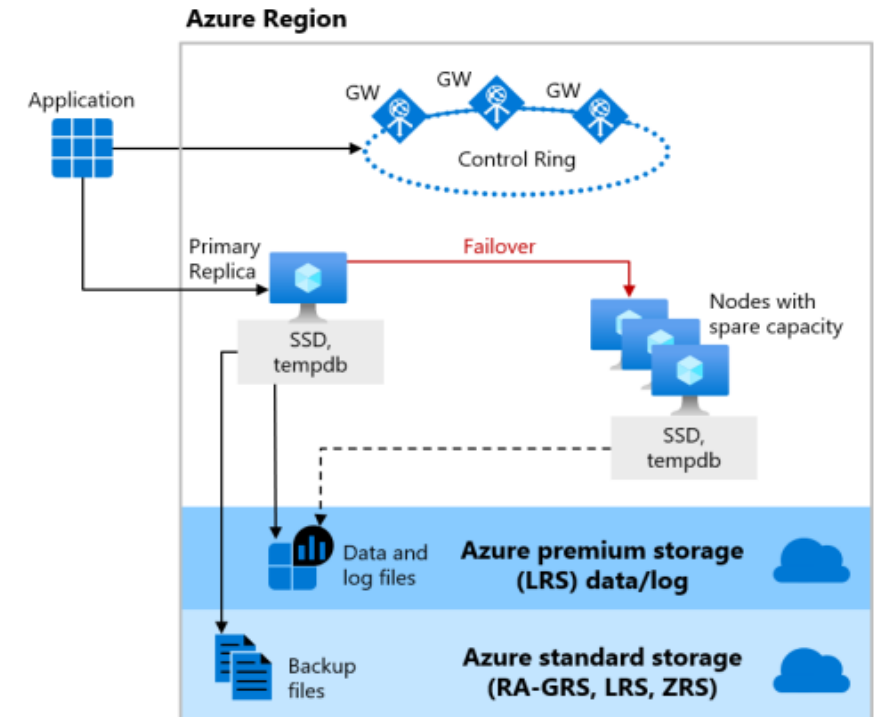 Azure Region
Application
GW
GW
GW
Control Ring
Primary
Replica
Failover
Nodes with
spare capacity
SSD,
tempdb
SSD,
tempdb
Data and
log files
Azure premium storage
(LRS) data/log
Backup
files
Azure standard storage
(RA-GRS, LRS, ZRS)